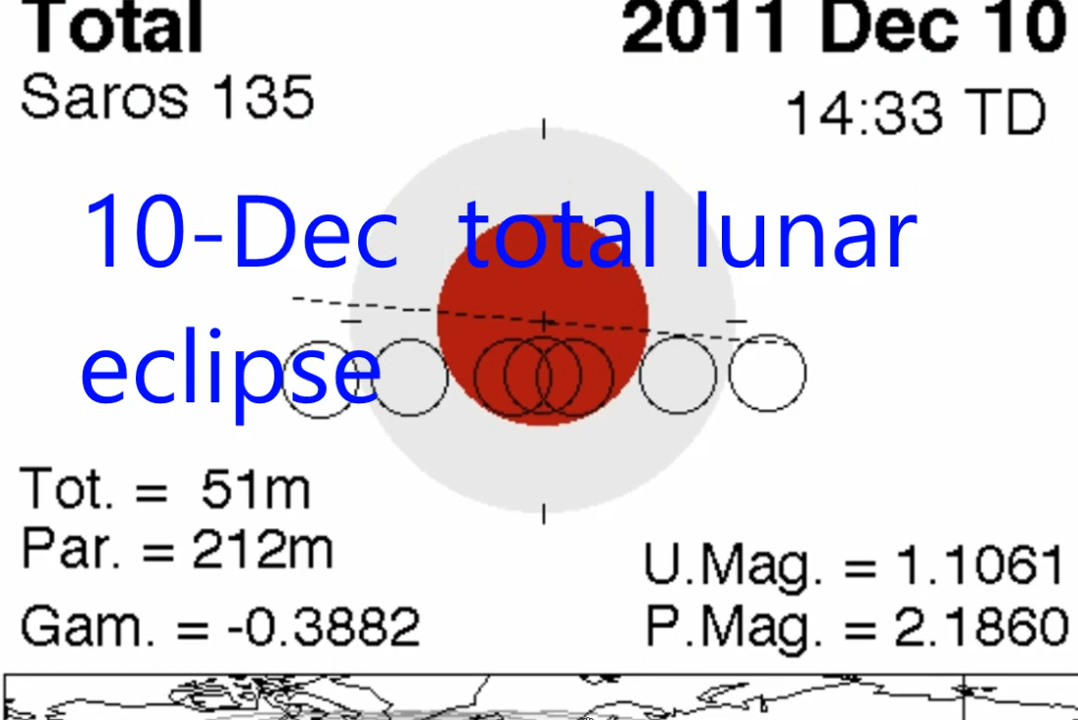 Total 2011 Dec 10
Saros 135 14:33 TD
10-Dec total lunar
eclipse
Tot. = 51m
Par. = 212m
U.Mag. = 1.1061
Gam. = -0.3882
P.Mag. = 2.1860